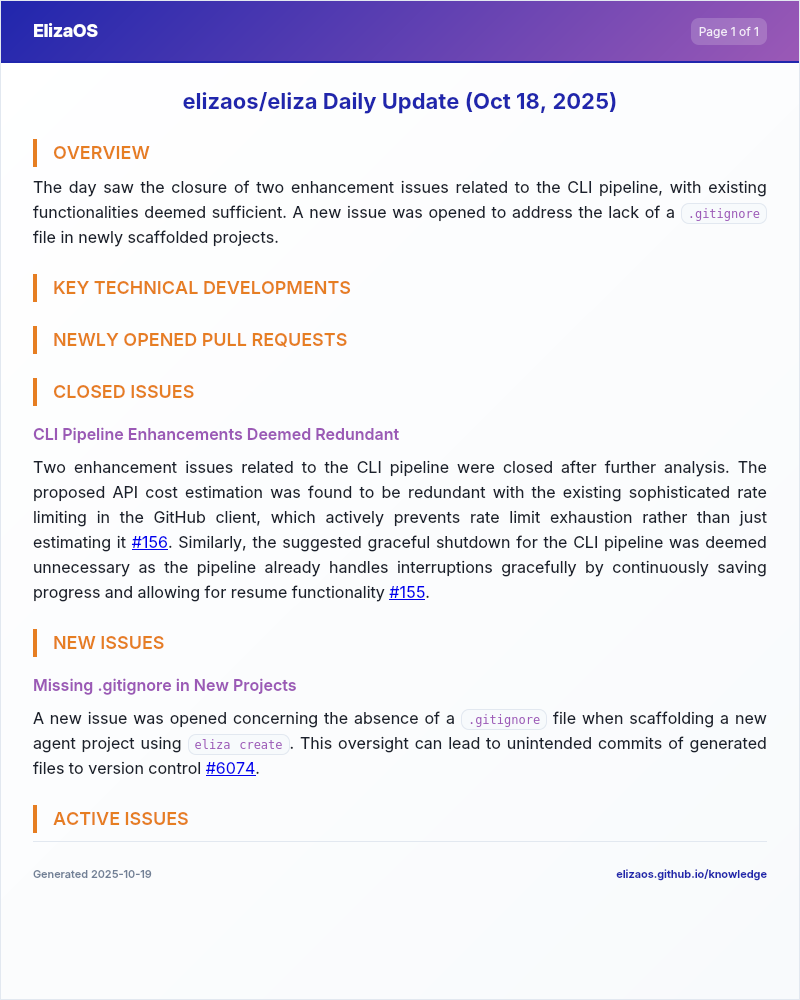 ElizaOS
Page 1 of 1
elizaos/eliza Daily Update (Oct 18, 2025)
OVERVIEW
The day saw the closure of two enhancement issues related to the CLI pipeline, with existing
functionalities deemed sufficient. A new issue was opened to address the lack of a .gitignore
file in newly scaffolded projects.
KEY TECHNICAL DEVELOPMENTS
NEWLY OPENED PULL REQUESTS
CLOSED ISSUES
CLI Pipeline Enhancements Deemed Redundant
Two enhancement issues related to the CLI pipeline were closed after further analysis. The
proposed API cost estimation was found to be redundant with the existing sophisticated rate
limiting in the GitHub client, which actively prevents rate limit exhaustion rather than just
estimating it #156. Similarly, the suggested graceful shutdown for the CLI pipeline was deemed
unnecessary as the pipeline already handles interruptions gracefully by continuously saving
progress and allowing for resume functionality #155.
NEW ISSUES
Missing .gitignore in New Projects
A new issue was opened concerning the absence of a .gitignore file when scaffolding a new
agent project using eliza create. This oversight can lead to unintended commits of generated
files to version control #6074.
ACTIVE ISSUES
Generated 2025-10-19
elizaos.github.io/knowledge